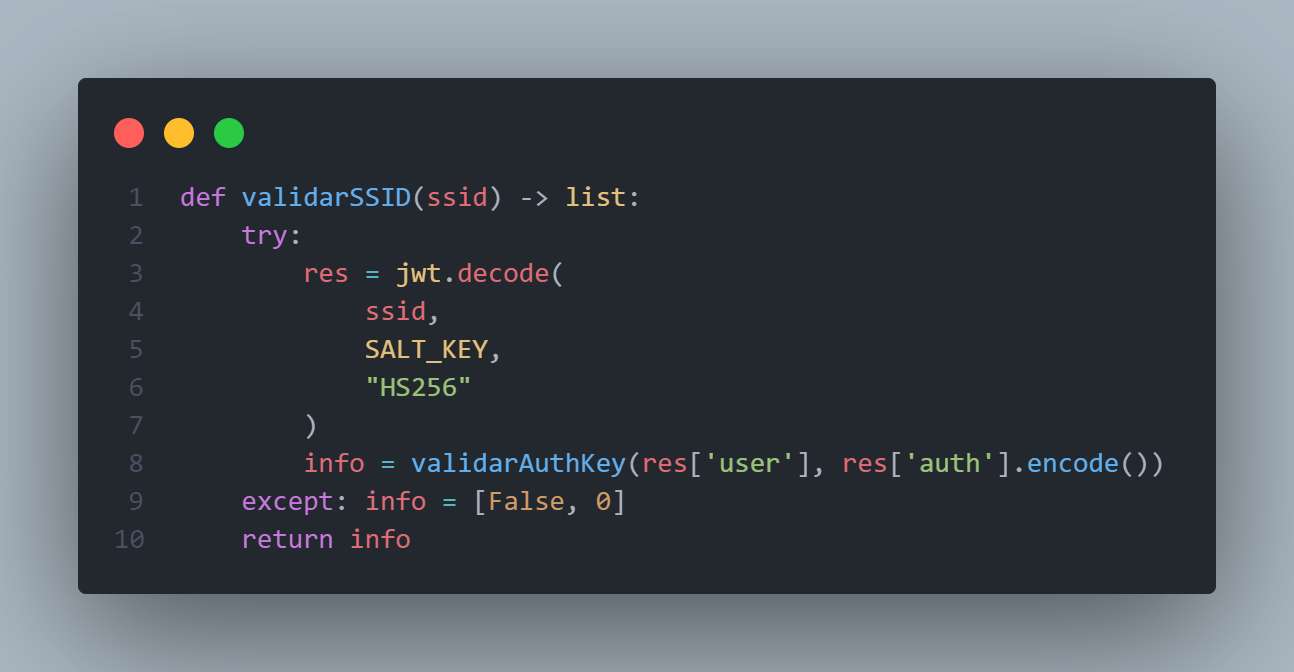 1 def validarSSID(ssid) -> list:
2     try:
3         res = jwt.decode(
4             ssid,
5             SALT_KEY,
6             "HS256"
7         )
8         info = validarAuthKey(res['user'], res['auth'].encode())
9     except: info = [False, 0]
10     return info